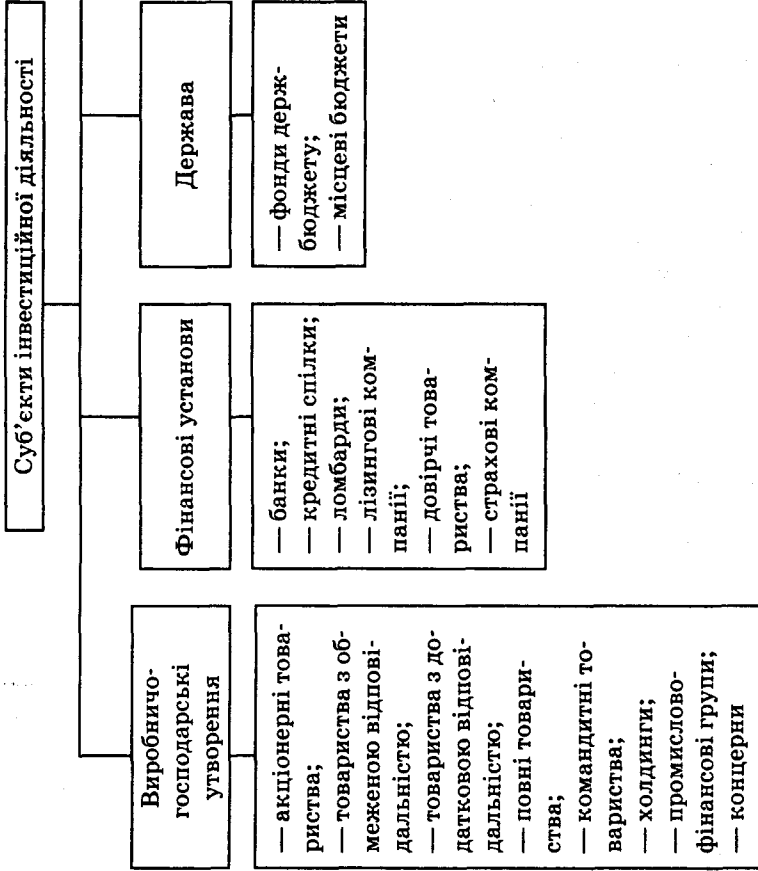 Суб’єкти інвестиційної діяльності
Виробничо-
господарські
утворення
— акціонерні това-
риства;
— товариства з об-
меженою відпові-
дальністю;
— товариства з до-
датковою відпові-
дальністю;
— повні товари-
ства;
— командитні то-
вариства;
— холдинги;
— промислово-
фінансові групи;
— концерни
Фінансові установи
— банки;
— кредитні спілки;
— ломбарди;
— лізингові ком-
панії;
— довірчі това-
риства;
— страхові ком-
панії
Держава
— фонди держ-
бюджету;
— місцеві бюджети